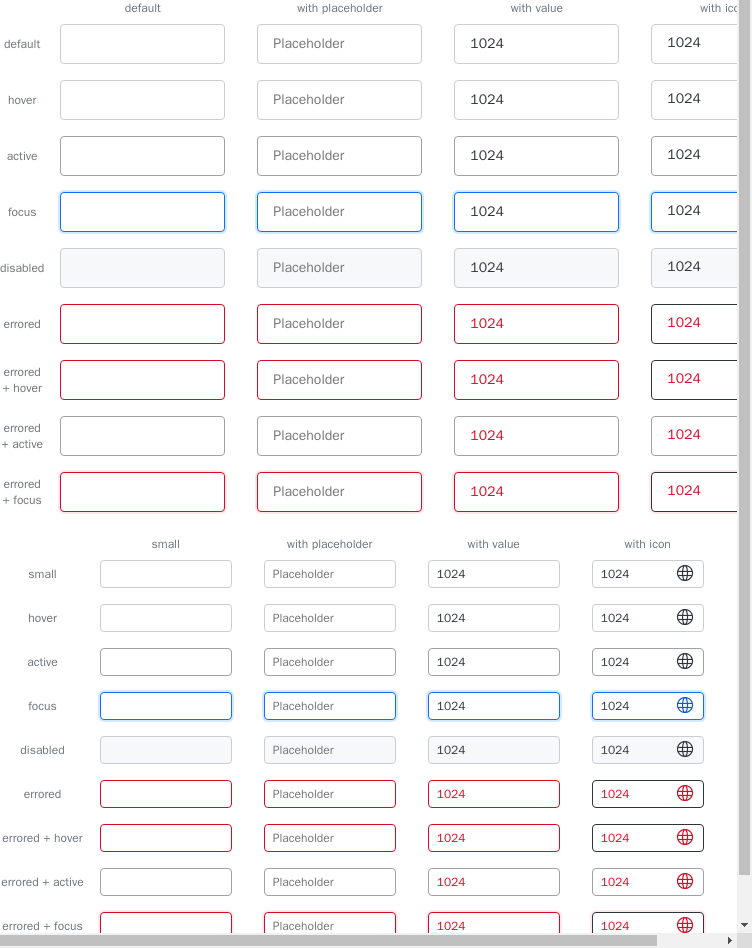 default with placeholder with value with ico
default Placeholder 1024 1024
hover Placeholder 1024 1024
active Placeholder 1024 1024
focus Placeholder 1024 1024
disabled Placeholder 1024 1024
errored Placeholder 1024 1024
errored
+ hover Placeholder 1024 1024
errored
+ active Placeholder 1024 1024
errored
+ focus Placeholder 1024 1024
small with placeholder with value with icon
small Placeholder 1024 1024
hover Placeholder 1024 1024
active Placeholder 1024 1024
focus Placeholder 1024 1024
disabled Placeholder 1024 1024
errored Placeholder 1024 1024
errored + hover Placeholder 1024 1024
errored + active Placeholder 1024 1024
errored + focus Placeholder 1024 1024